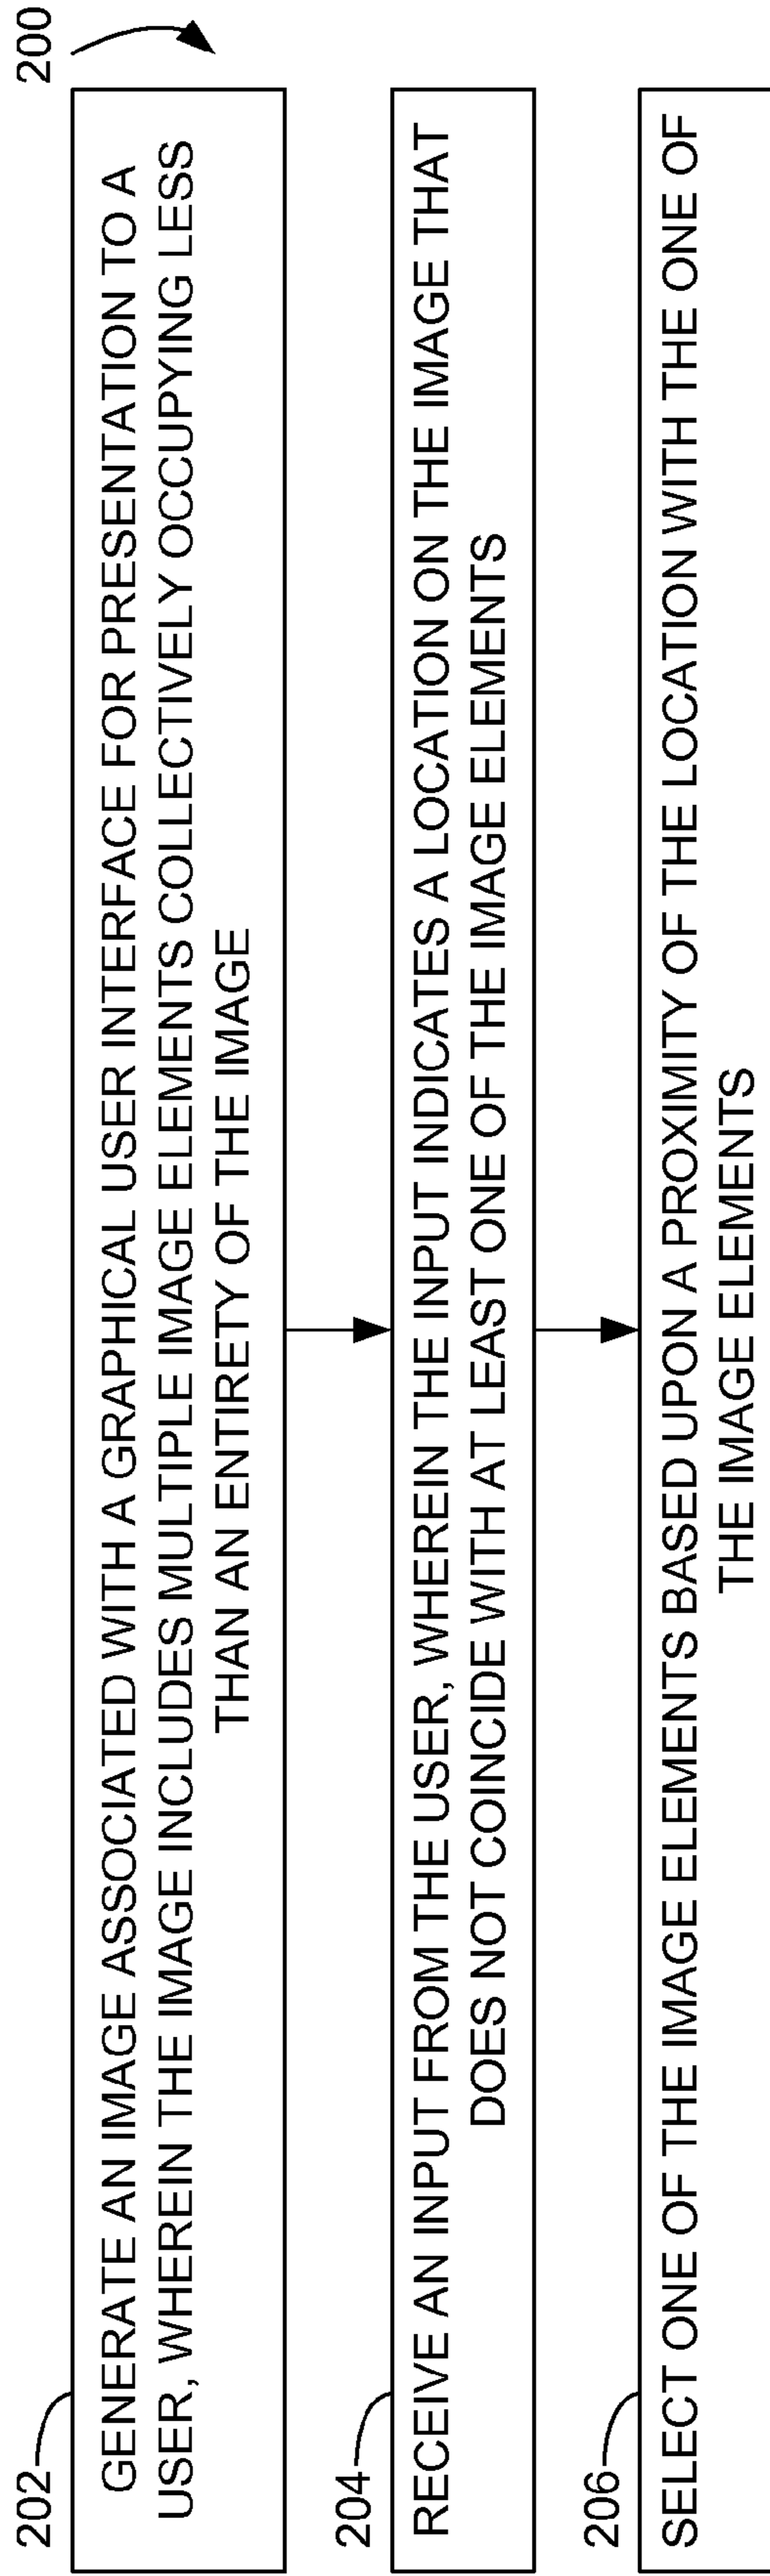 200
202
GENERATE AN IMAGE ASSOCIATED WITH A GRAPHICAL USER INTERFACE FOR PRESENTATION TO A
USER, WHEREIN THE IMAGE INCLUDES MULTIPLE IMAGE ELEMENTS COLLECTIVELY OCCUPYING LESS
THAN AN ENTIRETY OF THE IMAGE
204
RECEIVE AN INPUT FROM THE USER, WHEREIN THE INPUT INDICATES A LOCATION ON THE IMAGE THAT
DOES NOT COINCIDE WITH AT LEAST ONE OF THE IMAGE ELEMENTS
206
SELECT ONE OF THE IMAGE ELEMENTS BASED UPON A PROXIMITY OF THE LOCATION WITH THE ONE OF
THE IMAGE ELEMENTS